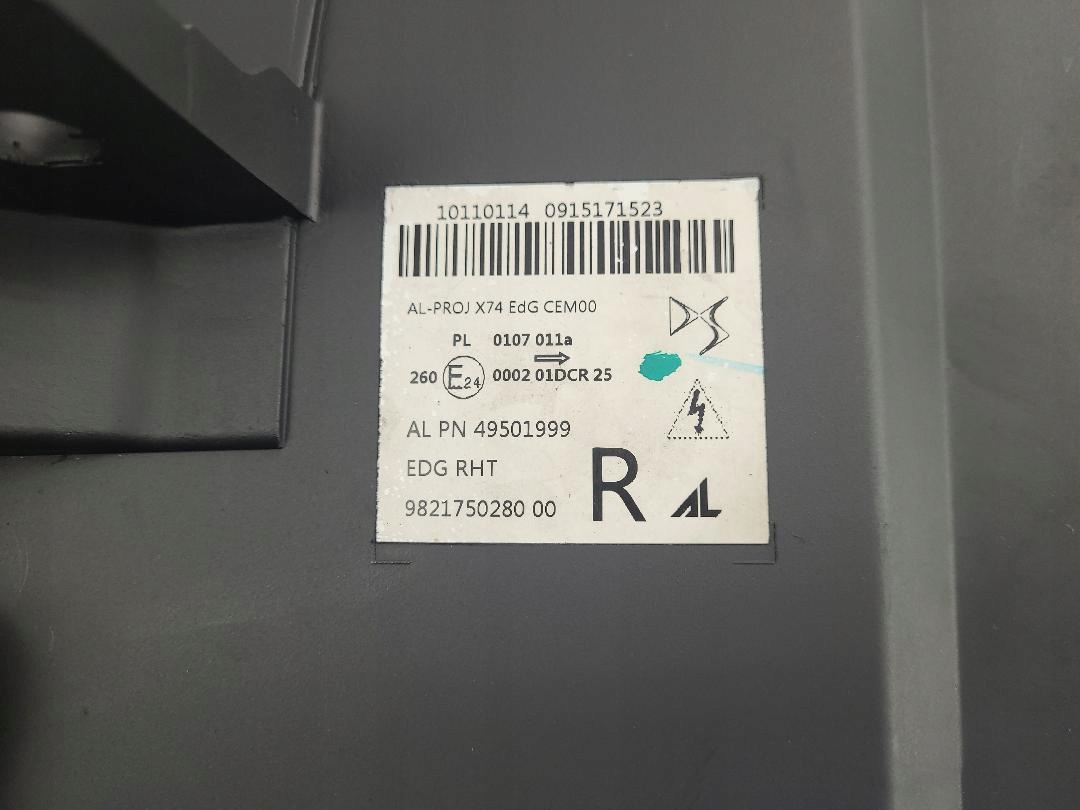 10110114 0915171523
AL-PROJ X74 EdG CEM00
DS
PL 0107 011a
260 E24 0002 01DCR 25
AL PN 49501999
EDG RHT
R AL
9821750280 00